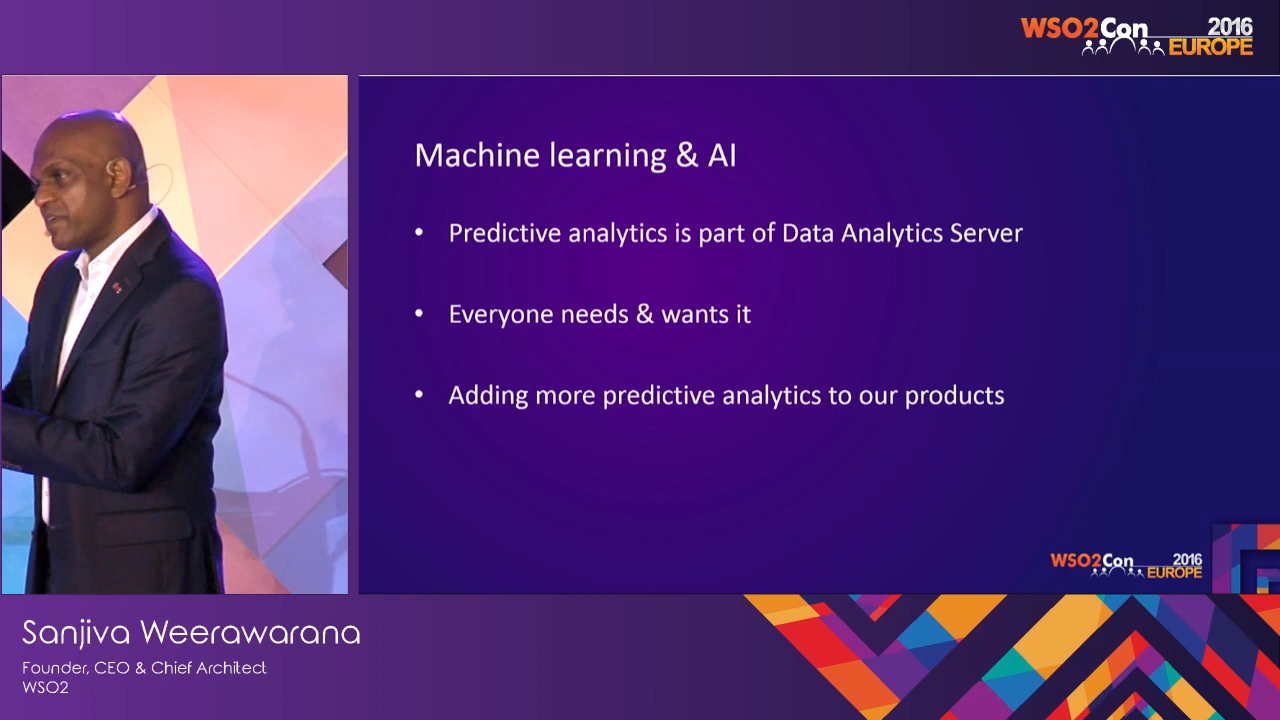 WSO2Con 2016
EUROPE
Machine learning & AI
• Predictive analytics is part of Data Analytics Server
• Everyone needs & wants it
• Adding more predictive analytics to our products
WSO2Con 2016
EUROPE
Sanjiva Weerawarana
Founder, CEO & Chief Architect
WSO2